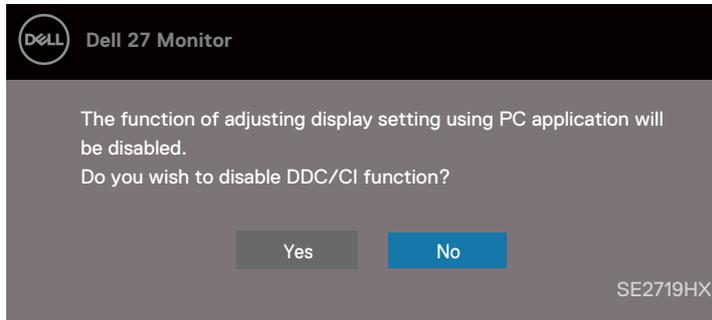 DELL
Dell 27 Monitor
The function of adjusting display setting using PC application will
be disabled.
Do you wish to disable DDC/CI function?
Yes
No
SE2719HX